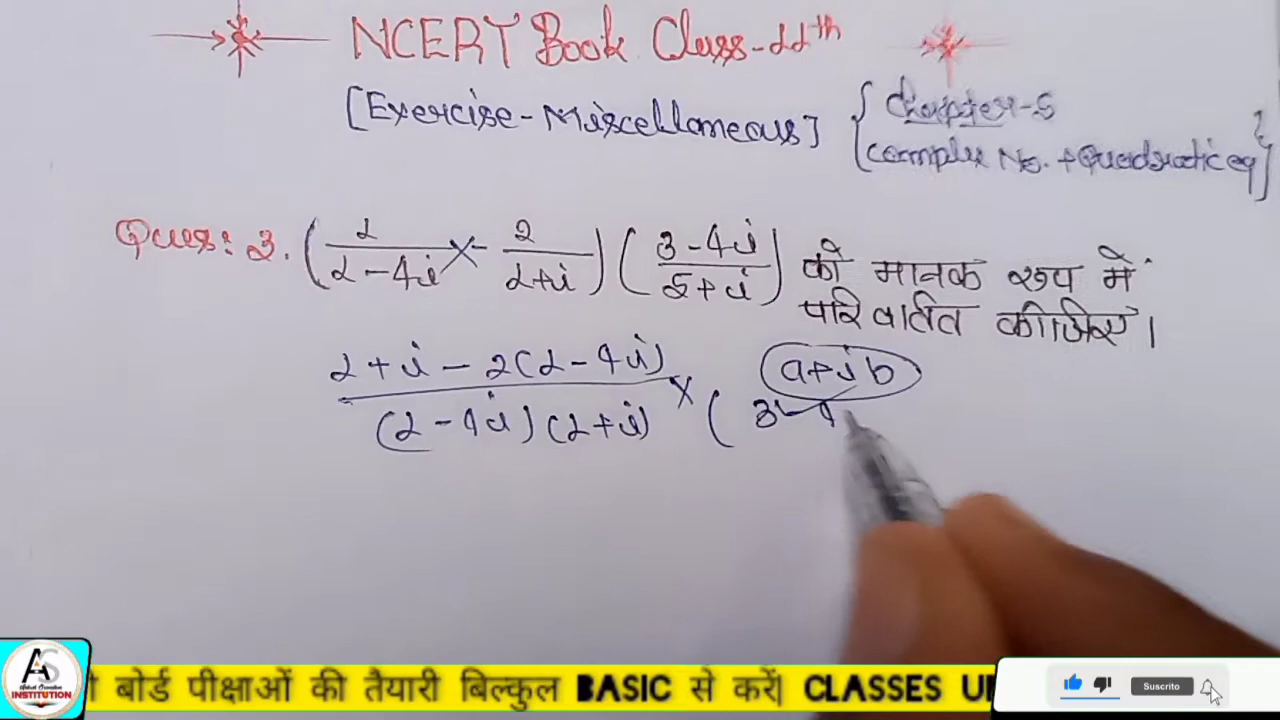 NCERT Book Class-11th
[Exercise-Miscellaneous] { Chapter-5
Complex No. + Quadratic eq }
Ques: 3. (1/(1-4i) - 2/(1+i)) ((3-4i)/(5+i)) को मानक रूप में
परिवर्तित कीजिए।
a+ib
1+i-2(1-4i)/(1-4i)(1+i) × (3-4
बोर्ड पीक्षाओं की तैयारी बिल्कुल BASIC से करें| CLASSES U
AS
INSTITUTION
Suscrito